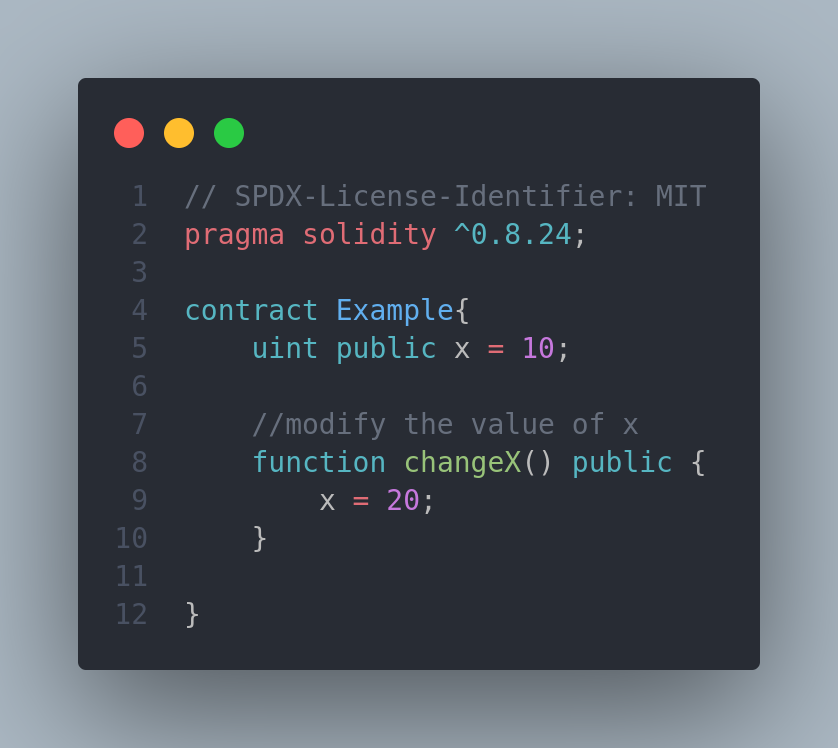 1 // SPDX-License-Identifier: MIT
2 pragma solidity ^0.8.24;
3
4 contract Example{
5     uint public x = 10;
6
7     //modify the value of x
8     function changeX() public {
9         x = 20;
10     }
11
12 }